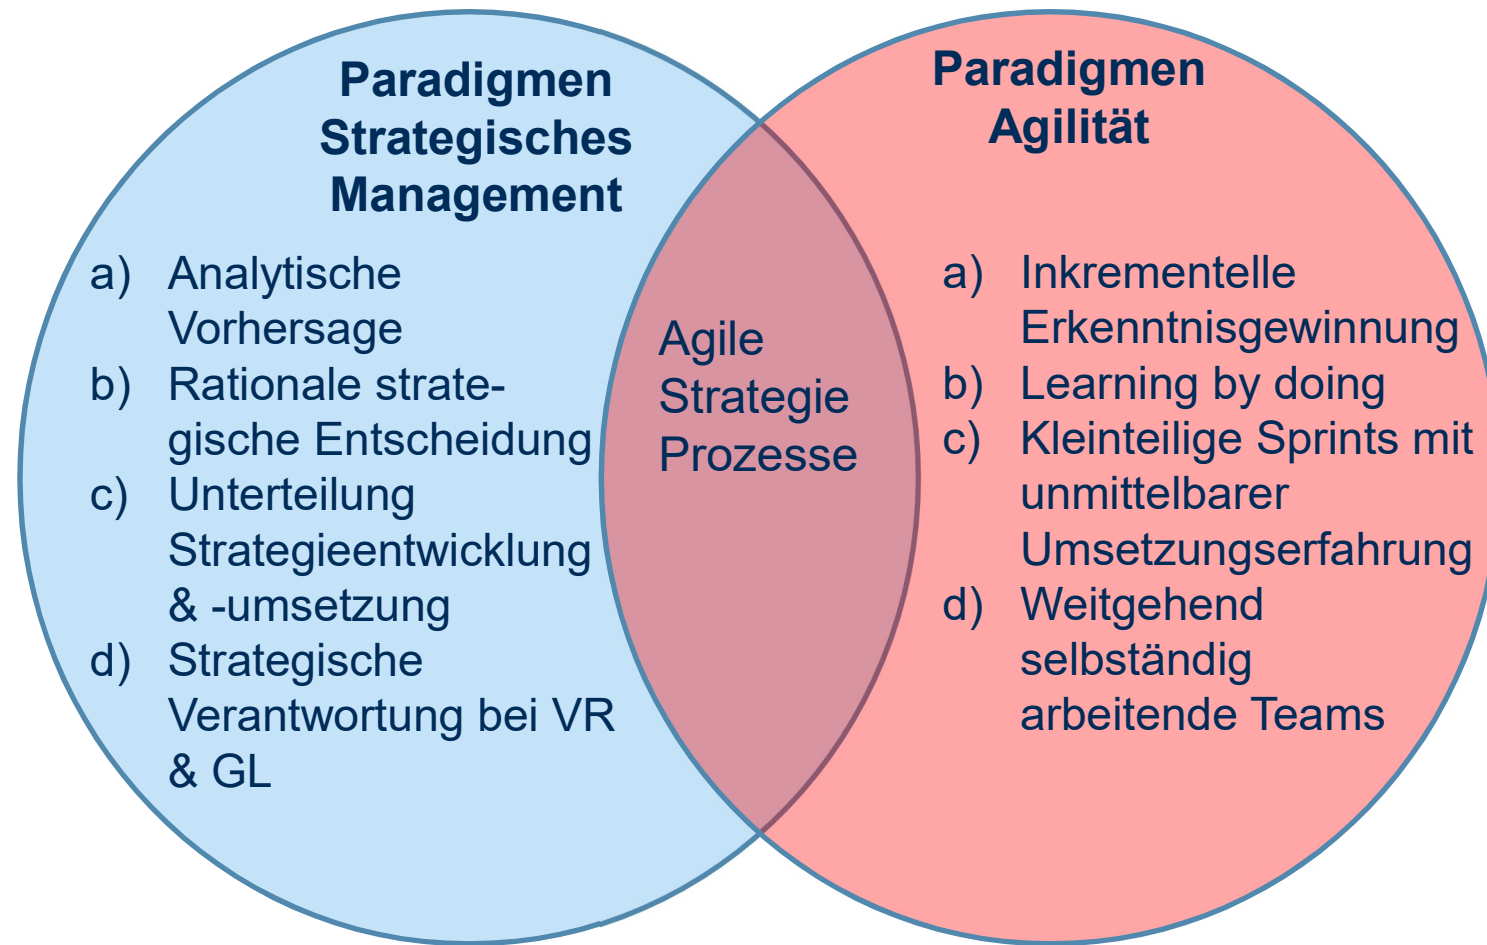 Paradigmen
Strategisches
Management
a) Analytische
Vorhersage
b) Rationale strate-
gische Entscheidung
c) Unterteilung
Strategieentwicklung
& -umsetzung
d) Strategische
Verantwortung bei VR
& GL
Agile
Strategie
Prozesse
Paradigmen
Agilität
a) Inkrementelle
Erkenntnisgewinnung
b) Learning by doing
c) Kleinteilige Sprints mit
unmittelbarer
Umsetzungserfahrung
d) Weitgehend
selbständig
arbeitende Teams